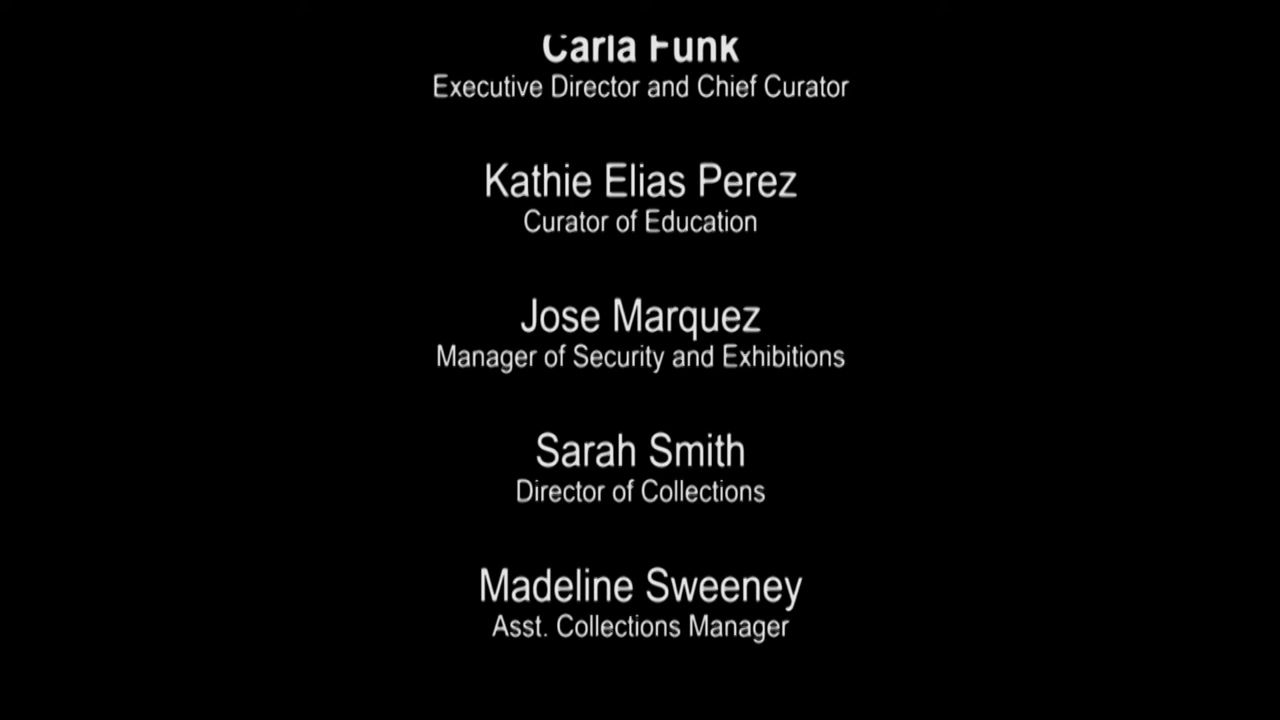 Carla Funk
Executive Director and Chief Curator
Kathie Elias Perez
Curator of Education
Jose Marquez
Manager of Security and Exhibitions
Sarah Smith
Director of Collections
Madeline Sweeney
Asst. Collections Manager